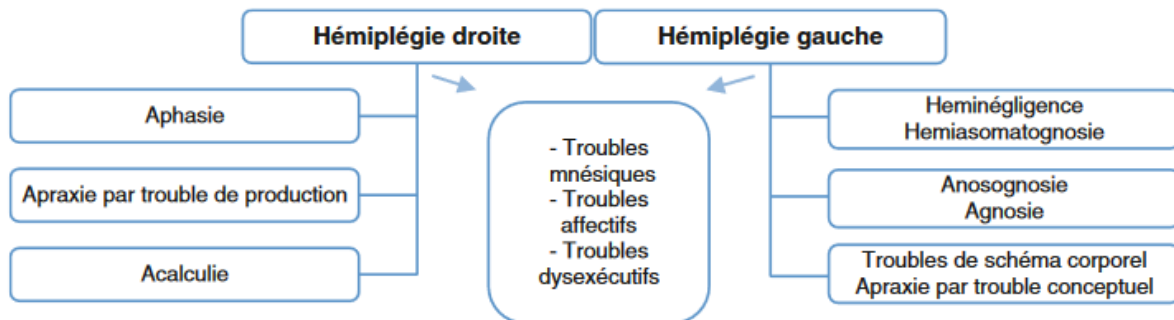 Hémiplégie droite
Hémiplégie gauche
Aphasie
Apraxie par trouble de production
Acalculie
- Troubles
mnésiques
- Troubles
affectifs
- Troubles
dysexécutifs
Heminégligence
Hemiasomatognosie
Anosognosie
Agnosie
Troubles de schéma corporel
Apraxie par trouble conceptuel